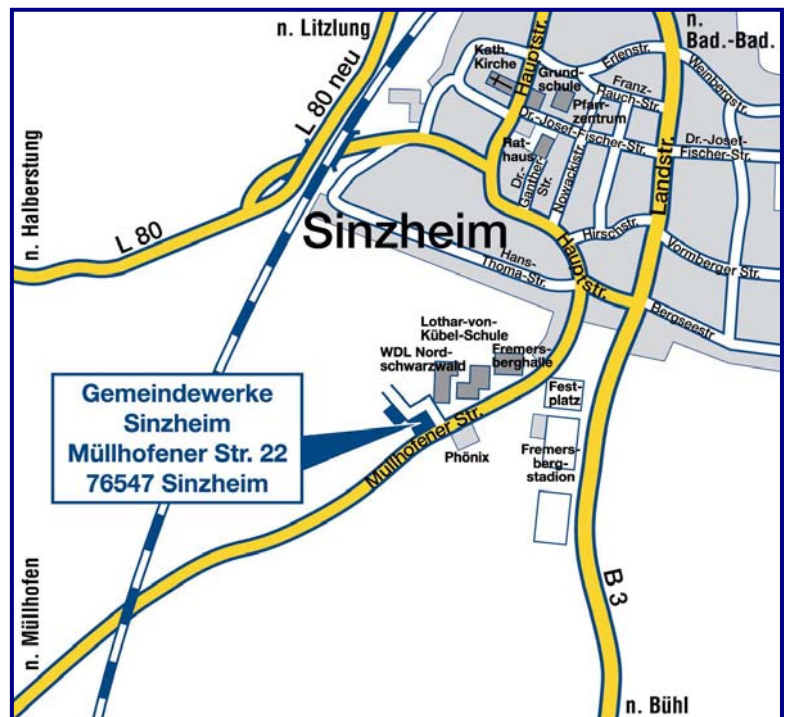 n. Litzlung
n.
Bad.-Bad.
L 80 neu
n. Halberstung
L 80
Kath.
Kirche
Hauptstr.
Grund-
schule
Erlenstr.
Weinbergstr.
Franz-
Rauch-Str.
Pfarr-
zentrum
Dr.-Josef-Fischer-Str.
Dr.-Josef-
Fischer-Str.
Rat-
haus
Dr.-
Ganther-
Str.
Nowackistr.
Landstr.
Sinzheim
Hirschstr.
Vormberger Str.
Hans-
Thoma-Str.
Hauptstr.
Bergseestr.
Lothar-von-
Kübel-Schule
WDL Nord-
schwarzwald
Fremers-
berghalle
Gemeindewerke
Sinzheim
Müllhofener Str. 22
76547 Sinzheim
Fest-
platz
Müllhofener Str.
Phönix
Fremers-
berg-
stadion
n. Müllhofen
B 3
n. Bühl